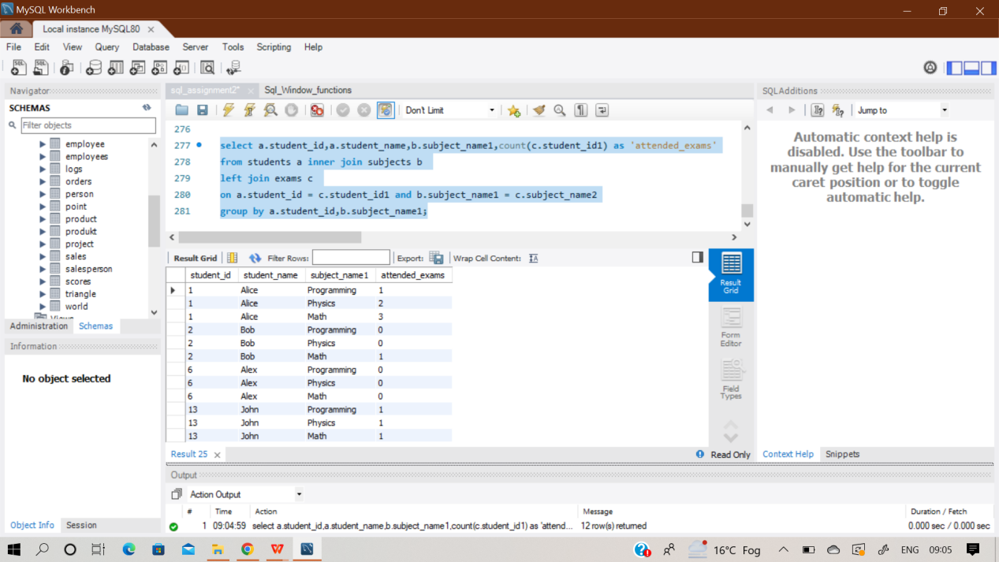 MySQL Workbench
Local instance MySQL80
File Edit View Query Database Server Tools Scripting Help
Navigator
SCHEMAS
Filter objects
employee
employees
logs
orders
person
point
product
produkt
project
sales
salesperson
scores
triangle
world
Views
Administration Schemas
Information
No object selected
Object Info Session
sql_assignment2* Sql_Window_functions
Don't Limit
276
277 select a.student_id,a.student_name,b.subject_name1,count(c.student_id1) as 'attended_exams'
278 from students a inner join subjects b
279 left join exams c
280 on a.student_id = c.student_id1 and b.subject_name1 = c.subject_name2
281 group by a.student_id,b.subject_name1;
Result Grid Filter Rows: Export: Wrap Cell Content:
student_id student_name subject_name1 attended_exams
1 Alice Programming 1
1 Alice Physics 2
1 Alice Math 3
2 Bob Programming 0
2 Bob Physics 0
2 Bob Math 1
6 Alex Programming 0
6 Alex Physics 0
6 Alex Math 0
13 John Programming 1
13 John Physics 1
13 John Math 1
Result Grid
Form Editor
Field Types
Result 25
Read Only
Output
Action Output
# Time Action Message Duration / Fetch
1 09:04:59 select a.student_id,a.student_name,b.subject_name1,count(c.student_id1) as 'attend... 12 row(s) returned 0.000 sec / 0.000 sec
SQLAdditions
Jump to
Automatic context help is
disabled. Use the toolbar to
manually get help for the current
caret position or to toggle
automatic help.
Context Help Snippets
16°C Fog
ENG 09:05